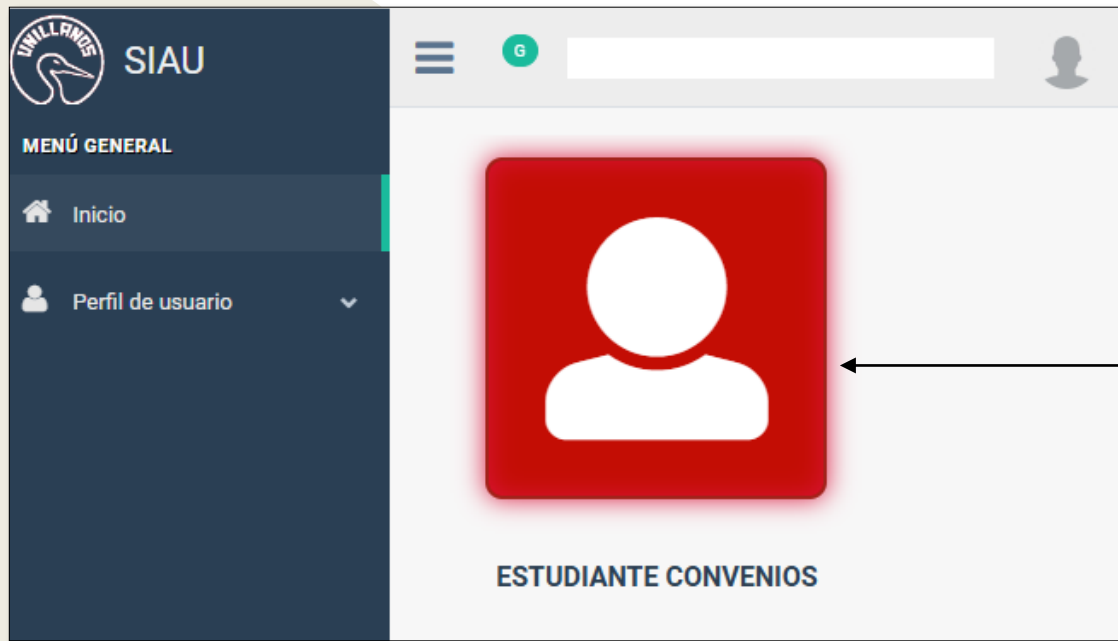 UNILLANOS
SIAU
G
MENÚ GENERAL
Inicio
Perfil de usuario
ESTUDIANTE CONVENIOS